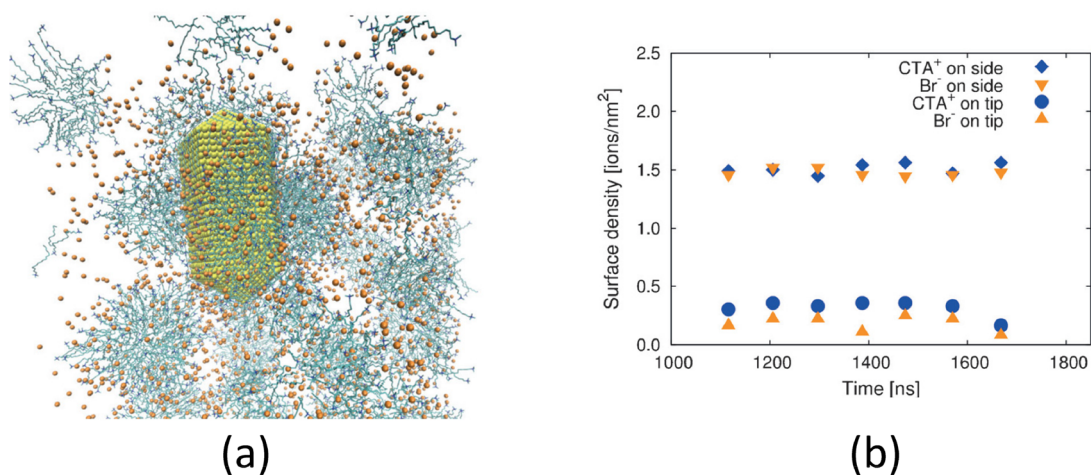 2.5
2.0
1.5
1.0
0.5
0.0
Surface density [ions/nm²]
CTA⁺ on side
Br⁻ on side
CTA⁺ on tip
Br⁻ on tip
1000 1200 1400 1600 1800
Time [ns]
(a) (b)